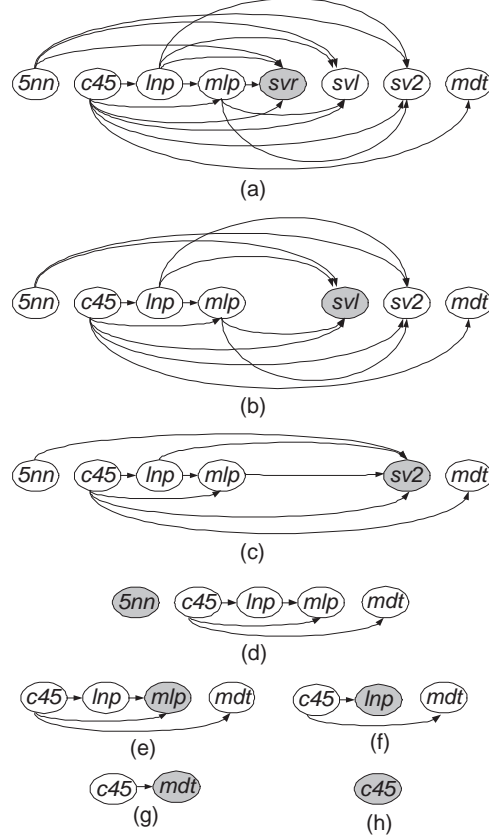 5nn c45 lnp mlp svr svl sv2 mdt
(a)
5nn c45 lnp mlp svl sv2 mdt
(b)
5nn c45 lnp mlp sv2 mdt
(c)
5nn c45 lnp mlp mdt
(d)
c45 lnp mlp mdt
(e)
c45 lnp mdt
(f)
c45 mdt
(g)
c45
(h)